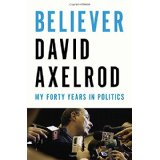 BELIEVER
DAVID
AXELROD
MY FORTY YEARS IN POLITICS